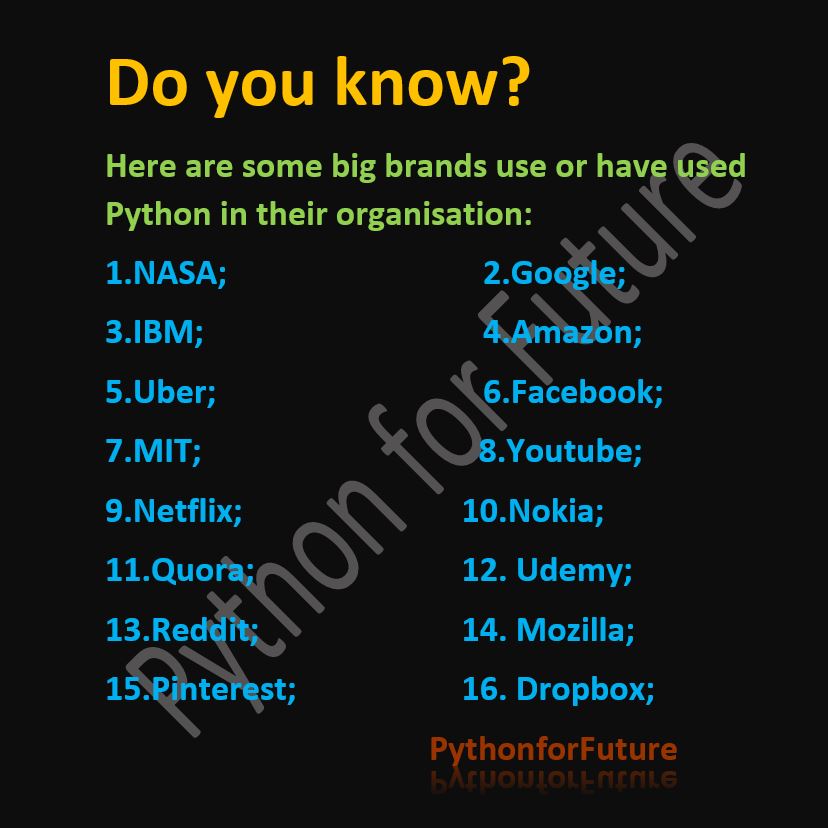 Do you know?
Here are some big brands use or have used
Python in their organisation:
1.NASA; 2.Google;
3.IBM; 4.Amazon;
5.Uber; 6.Facebook;
7.MIT; 8.Youtube;
9.Netflix; 10.Nokia;
11.Quora; 12. Udemy;
13.Reddit; 14. Mozilla;
15.Pinterest; 16. Dropbox;
PythonforFuture
Python for Future